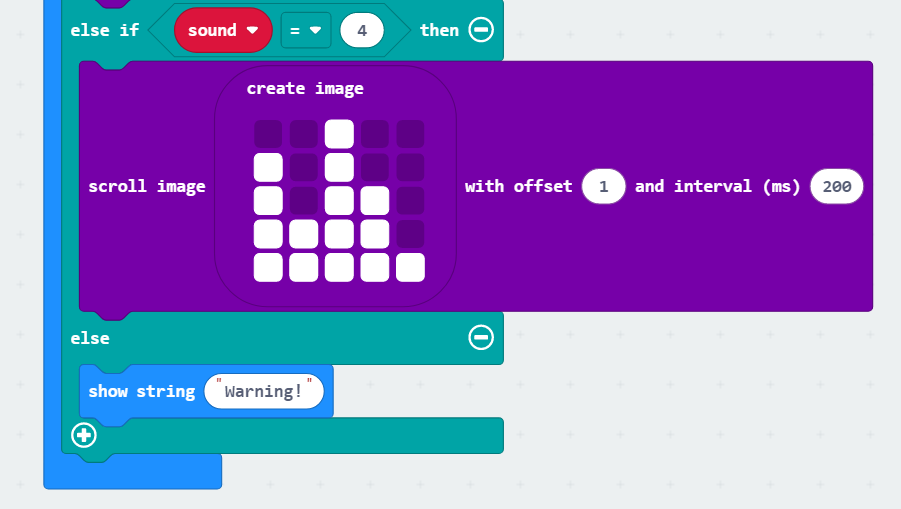 else if sound = 4 then
create image
scroll image with offset 1 and interval (ms) 200
else
show string "Warning!"